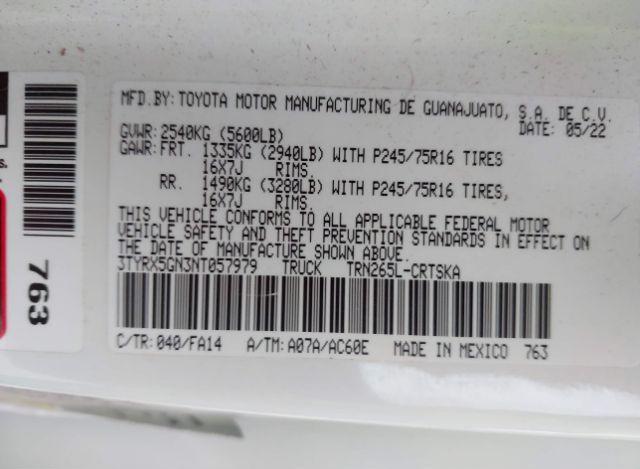 MFD.BY: TOYOTA MOTOR MANUFACTURING DE GUANAJUATO, S.A. DE C.V.
GVWR: 2540KG (5600LB) DATE: 05/22
GAWR: FRT. 1335KG (2940LB) WITH P245/75R16 TIRES
16X7J RIMS.
RR. 1490KG (3280LB) WITH P245/75R16 TIRES,
16X7J RIMS.
THIS VEHICLE CONFORMS TO ALL APPLICABLE FEDERAL MOTOR
VEHICLE SAFETY AND THEFT PREVENTION STANDARDS IN EFFECT ON
THE DATE OF MANUFACTURE SHOWN ABOVE.
3TYRX5GN3NT057979 TRUCK TRN265L-CRTSKA
C/TR: 040/FA14 A/TM: A07A/AC60E MADE IN MEXICO 763
763
s.